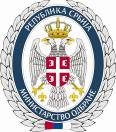 РЕПУБЛИКА СРБИЈА
МИНИСТАРСТВО ОДБРАНЕ